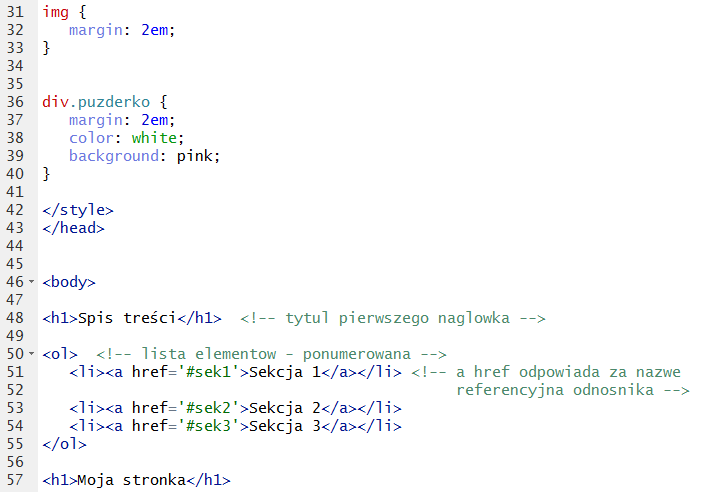 31 img {
32    margin: 2em;
33 }
34
35
36 div.puzderko {
37    margin: 2em;
38    color: white;
39    background: pink;
40 }
41
42 </style>
43 </head>
44
45
46 <body>
47
48 <h1>Spis treści</h1>  <!-- tytul pierwszego naglowka -->
49
50 <ol>  <!-- lista elementow - ponumerowana -->
51    <li><a href='#sek1'>Sekcja 1</a></li> <!-- a href odpowiada za nazwe
52                                               referencyjna odnosnika -->
53    <li><a href='#sek2'>Sekcja 2</a></li>
54    <li><a href='#sek3'>Sekcja 3</a></li>
55 </ol>
56
57 <h1>Moja stronka</h1>